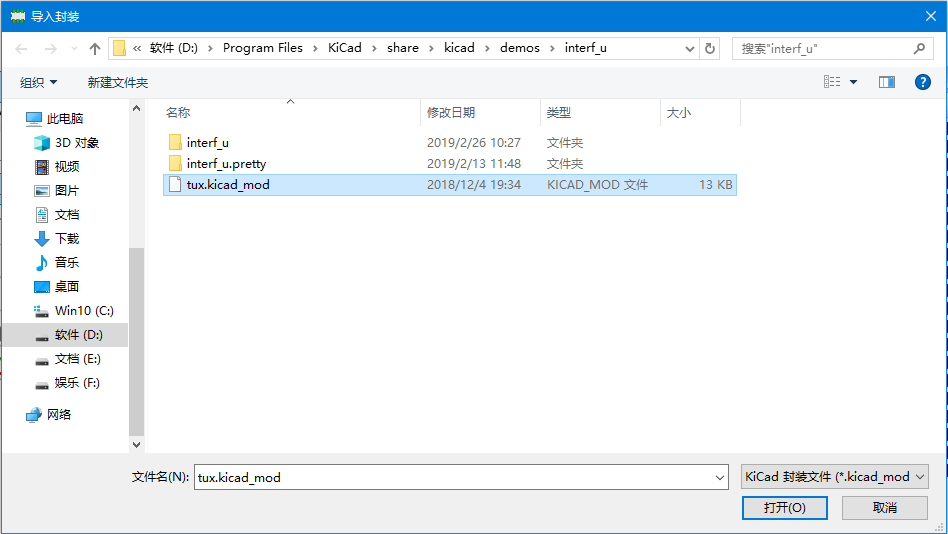 导入封装
« 软件 (D:) › Program Files › KiCad › share › kicad › demos › interf_u
搜索"interf_u"
组织
新建文件夹
名称 修改日期 类型 大小
此电脑
3D 对象
视频
图片
文档
下载
音乐
桌面
Win10 (C:)
软件 (D:)
文档 (E:)
娱乐 (F:)
网络
interf_u 2019/2/26 10:27 文件夹
interf_u.pretty 2019/2/13 11:48 文件夹
tux.kicad_mod 2018/12/4 19:34 KICAD_MOD 文件 13 KB
文件名(N): tux.kicad_mod
KiCad 封装文件 (*.kicad_mod
打开(O)
取消